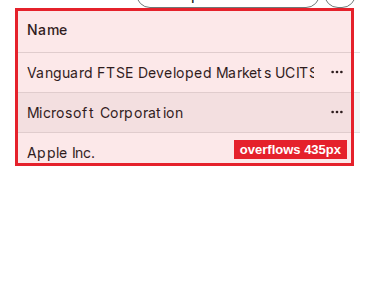 Name
Vanguard FTSE Developed Markets UCITS
...
Microsoft Corporation
...
Apple Inc.
overflows 435px